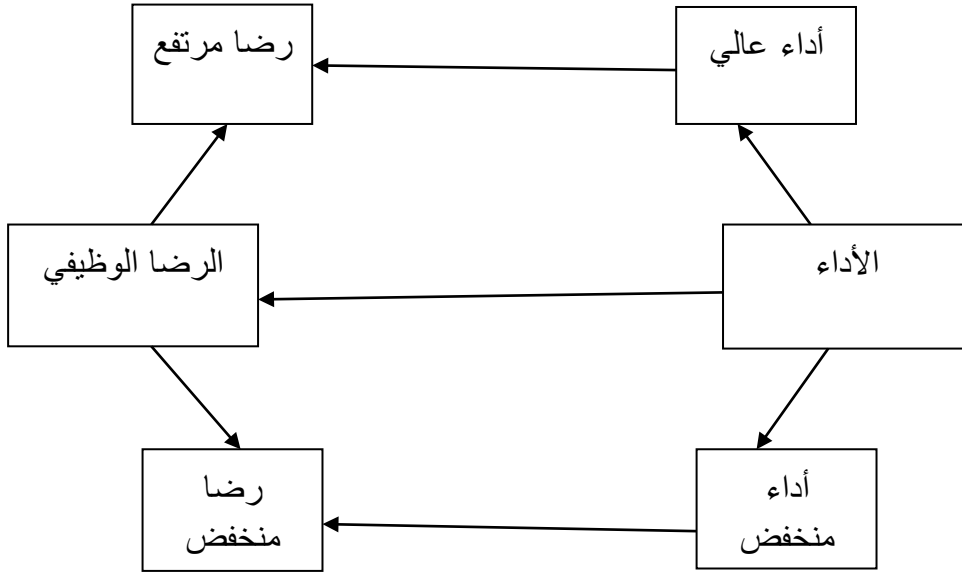 أداء عالي
رضا مرتفع
الأداء
الرضا الوظيفي
أداء
منخفض
رضا
منخفض